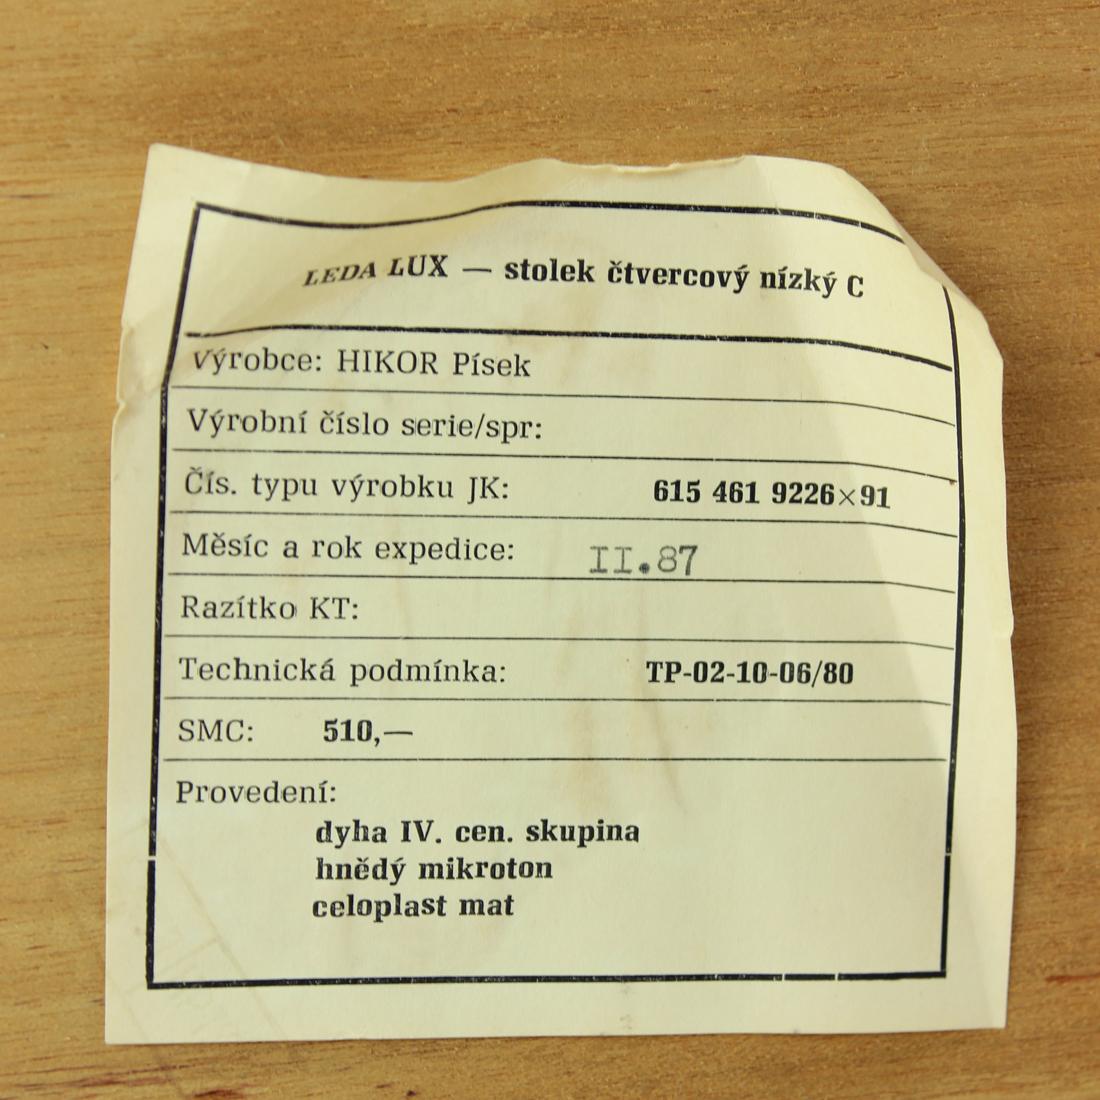 LEDA LUX — stolek čtvercový nízký C
Výrobce: HIKOR Písek
Výrobní číslo serie/spr:
Čís. typu výrobku JK: 615 461 9226×91
Měsíc a rok expedice: II.87
Razítko KT:
Technická podmínka: TP-02-10-06/80
SMC: 510,—
Provedení:
dyha IV. cen. skupina
hnědý mikroton
celoplast mat